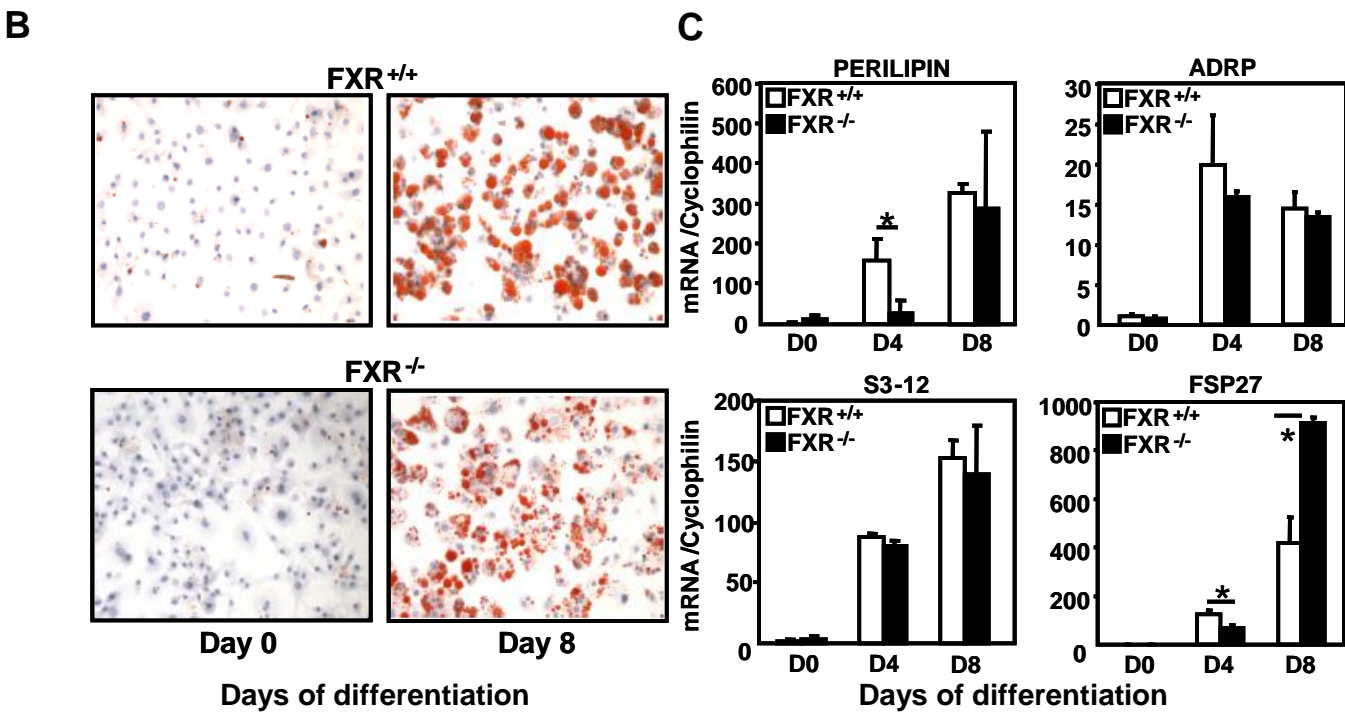 B
FXR+/+
FXR-/-
Day 0
Day 8
Days of differentiation
C
PERILIPIN
FXR+/+
FXR-/-
mRNA/Cyclophilin
600
500
400
300
200
100
0
D0 D4 D8
*
ADRP
FXR+/+
FXR-/-
30
25
20
15
10
5
0
D0 D4 D8
S3-12
FXR+/+
FXR-/-
mRNA/Cyclophilin
200
150
100
50
0
D0 D4 D8
FSP27
FXR+/+
FXR-/-
1000
800
600
400
200
0
*
*
D0 D4 D8
Days of differentiation